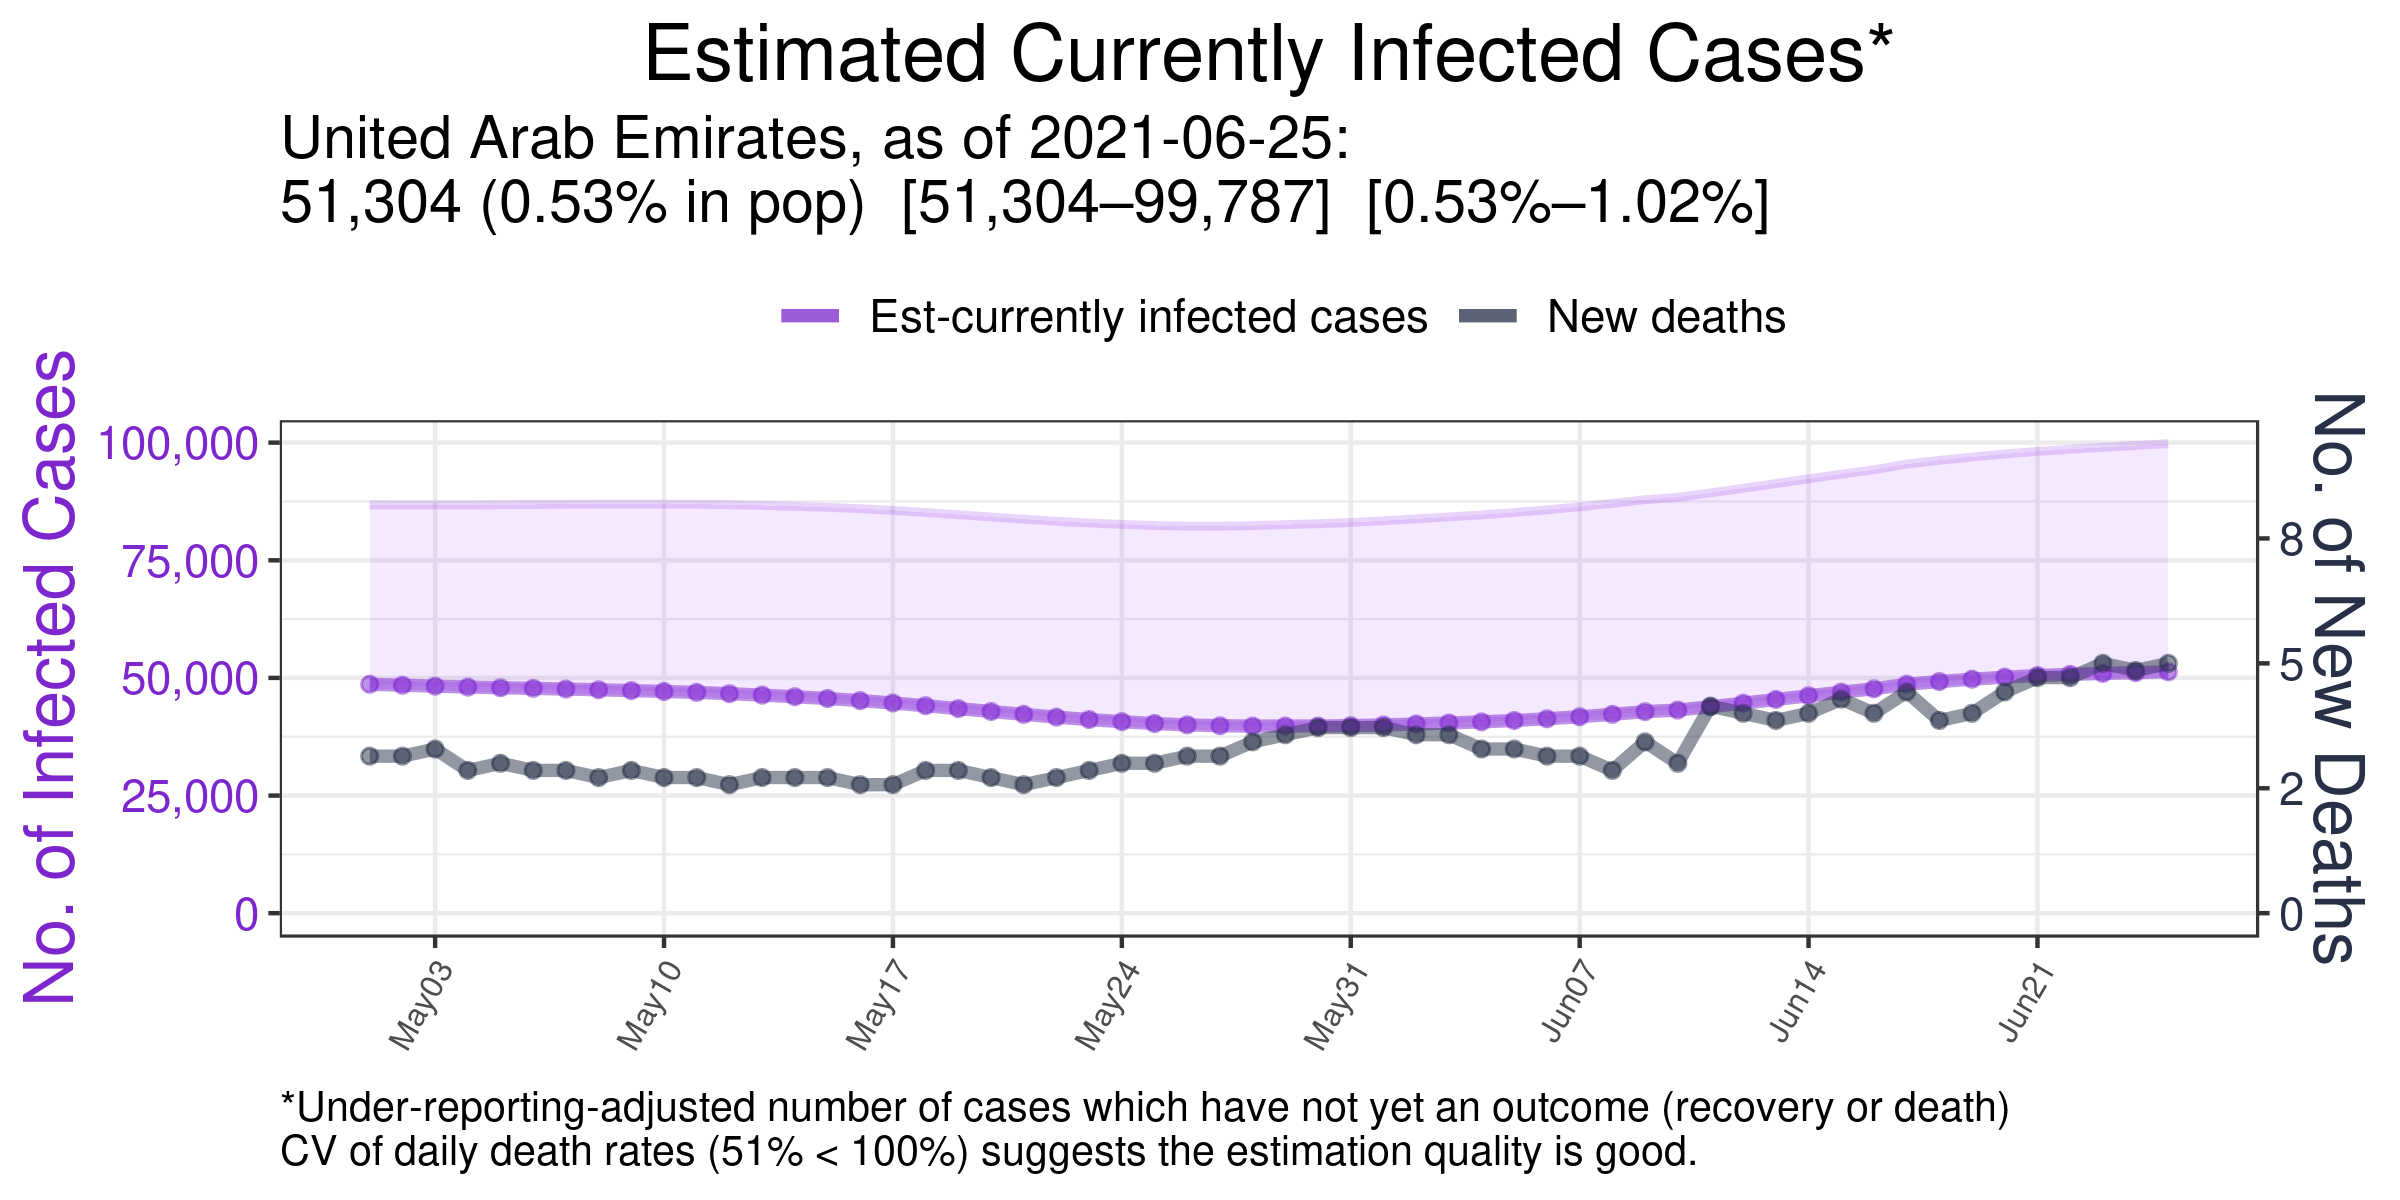 Estimated Currently Infected Cases*
United Arab Emirates, as of 2021-06-25:
51,304 (0.53% in pop)  [51,304–99,787]  [0.53%–1.02%]
Est-currently infected cases
New deaths
No. of Infected Cases
100,000
75,000
50,000
25,000
0
No. of New Deaths
8
5
2
0
May03
May10
May17
May24
May31
Jun07
Jun14
Jun21
*Under-reporting-adjusted number of cases which have not yet an outcome (recovery or death)
CV of daily death rates (51% < 100%) suggests the estimation quality is good.